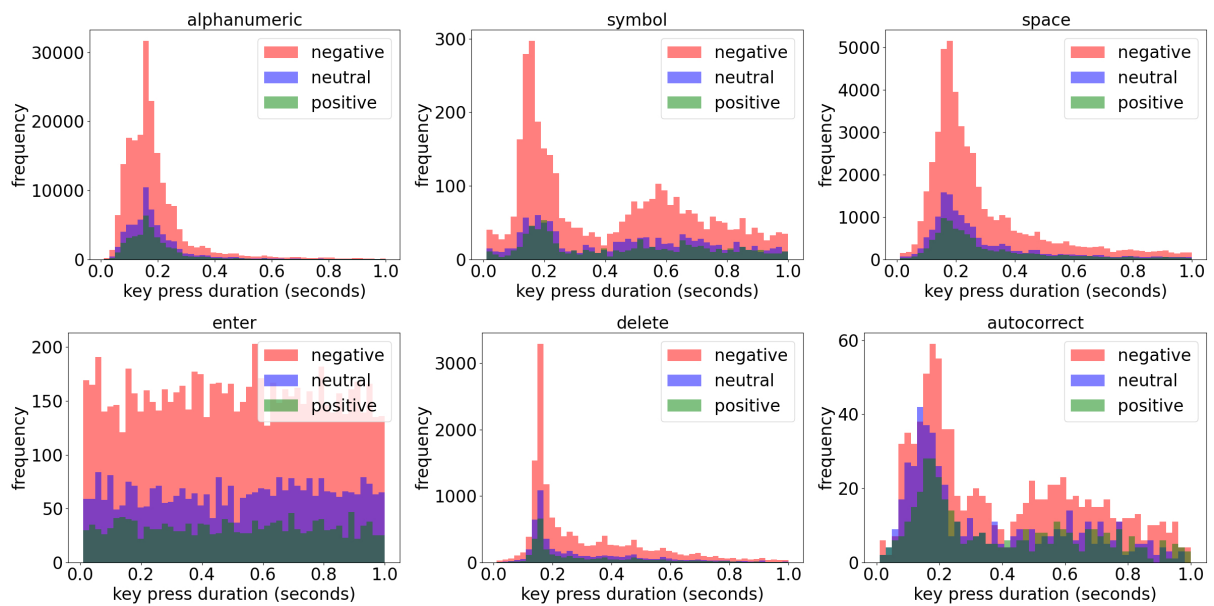 alphanumeric
30000
20000
10000
0
frequency
0.0 0.2 0.4 0.6 0.8 1.0
key press duration (seconds)
negative
neutral
positive
symbol
300
200
100
0
frequency
0.0 0.2 0.4 0.6 0.8 1.0
key press duration (seconds)
negative
neutral
positive
space
5000
4000
3000
2000
1000
0
frequency
0.0 0.2 0.4 0.6 0.8 1.0
key press duration (seconds)
negative
neutral
positive
enter
200
150
100
50
0
frequency
0.0 0.2 0.4 0.6 0.8 1.0
key press duration (seconds)
negative
neutral
positive
delete
3000
2000
1000
0
frequency
0.0 0.2 0.4 0.6 0.8 1.0
key press duration (seconds)
negative
neutral
positive
autocorrect
60
40
20
0
frequency
0.0 0.2 0.4 0.6 0.8 1.0
key press duration (seconds)
negative
neutral
positive